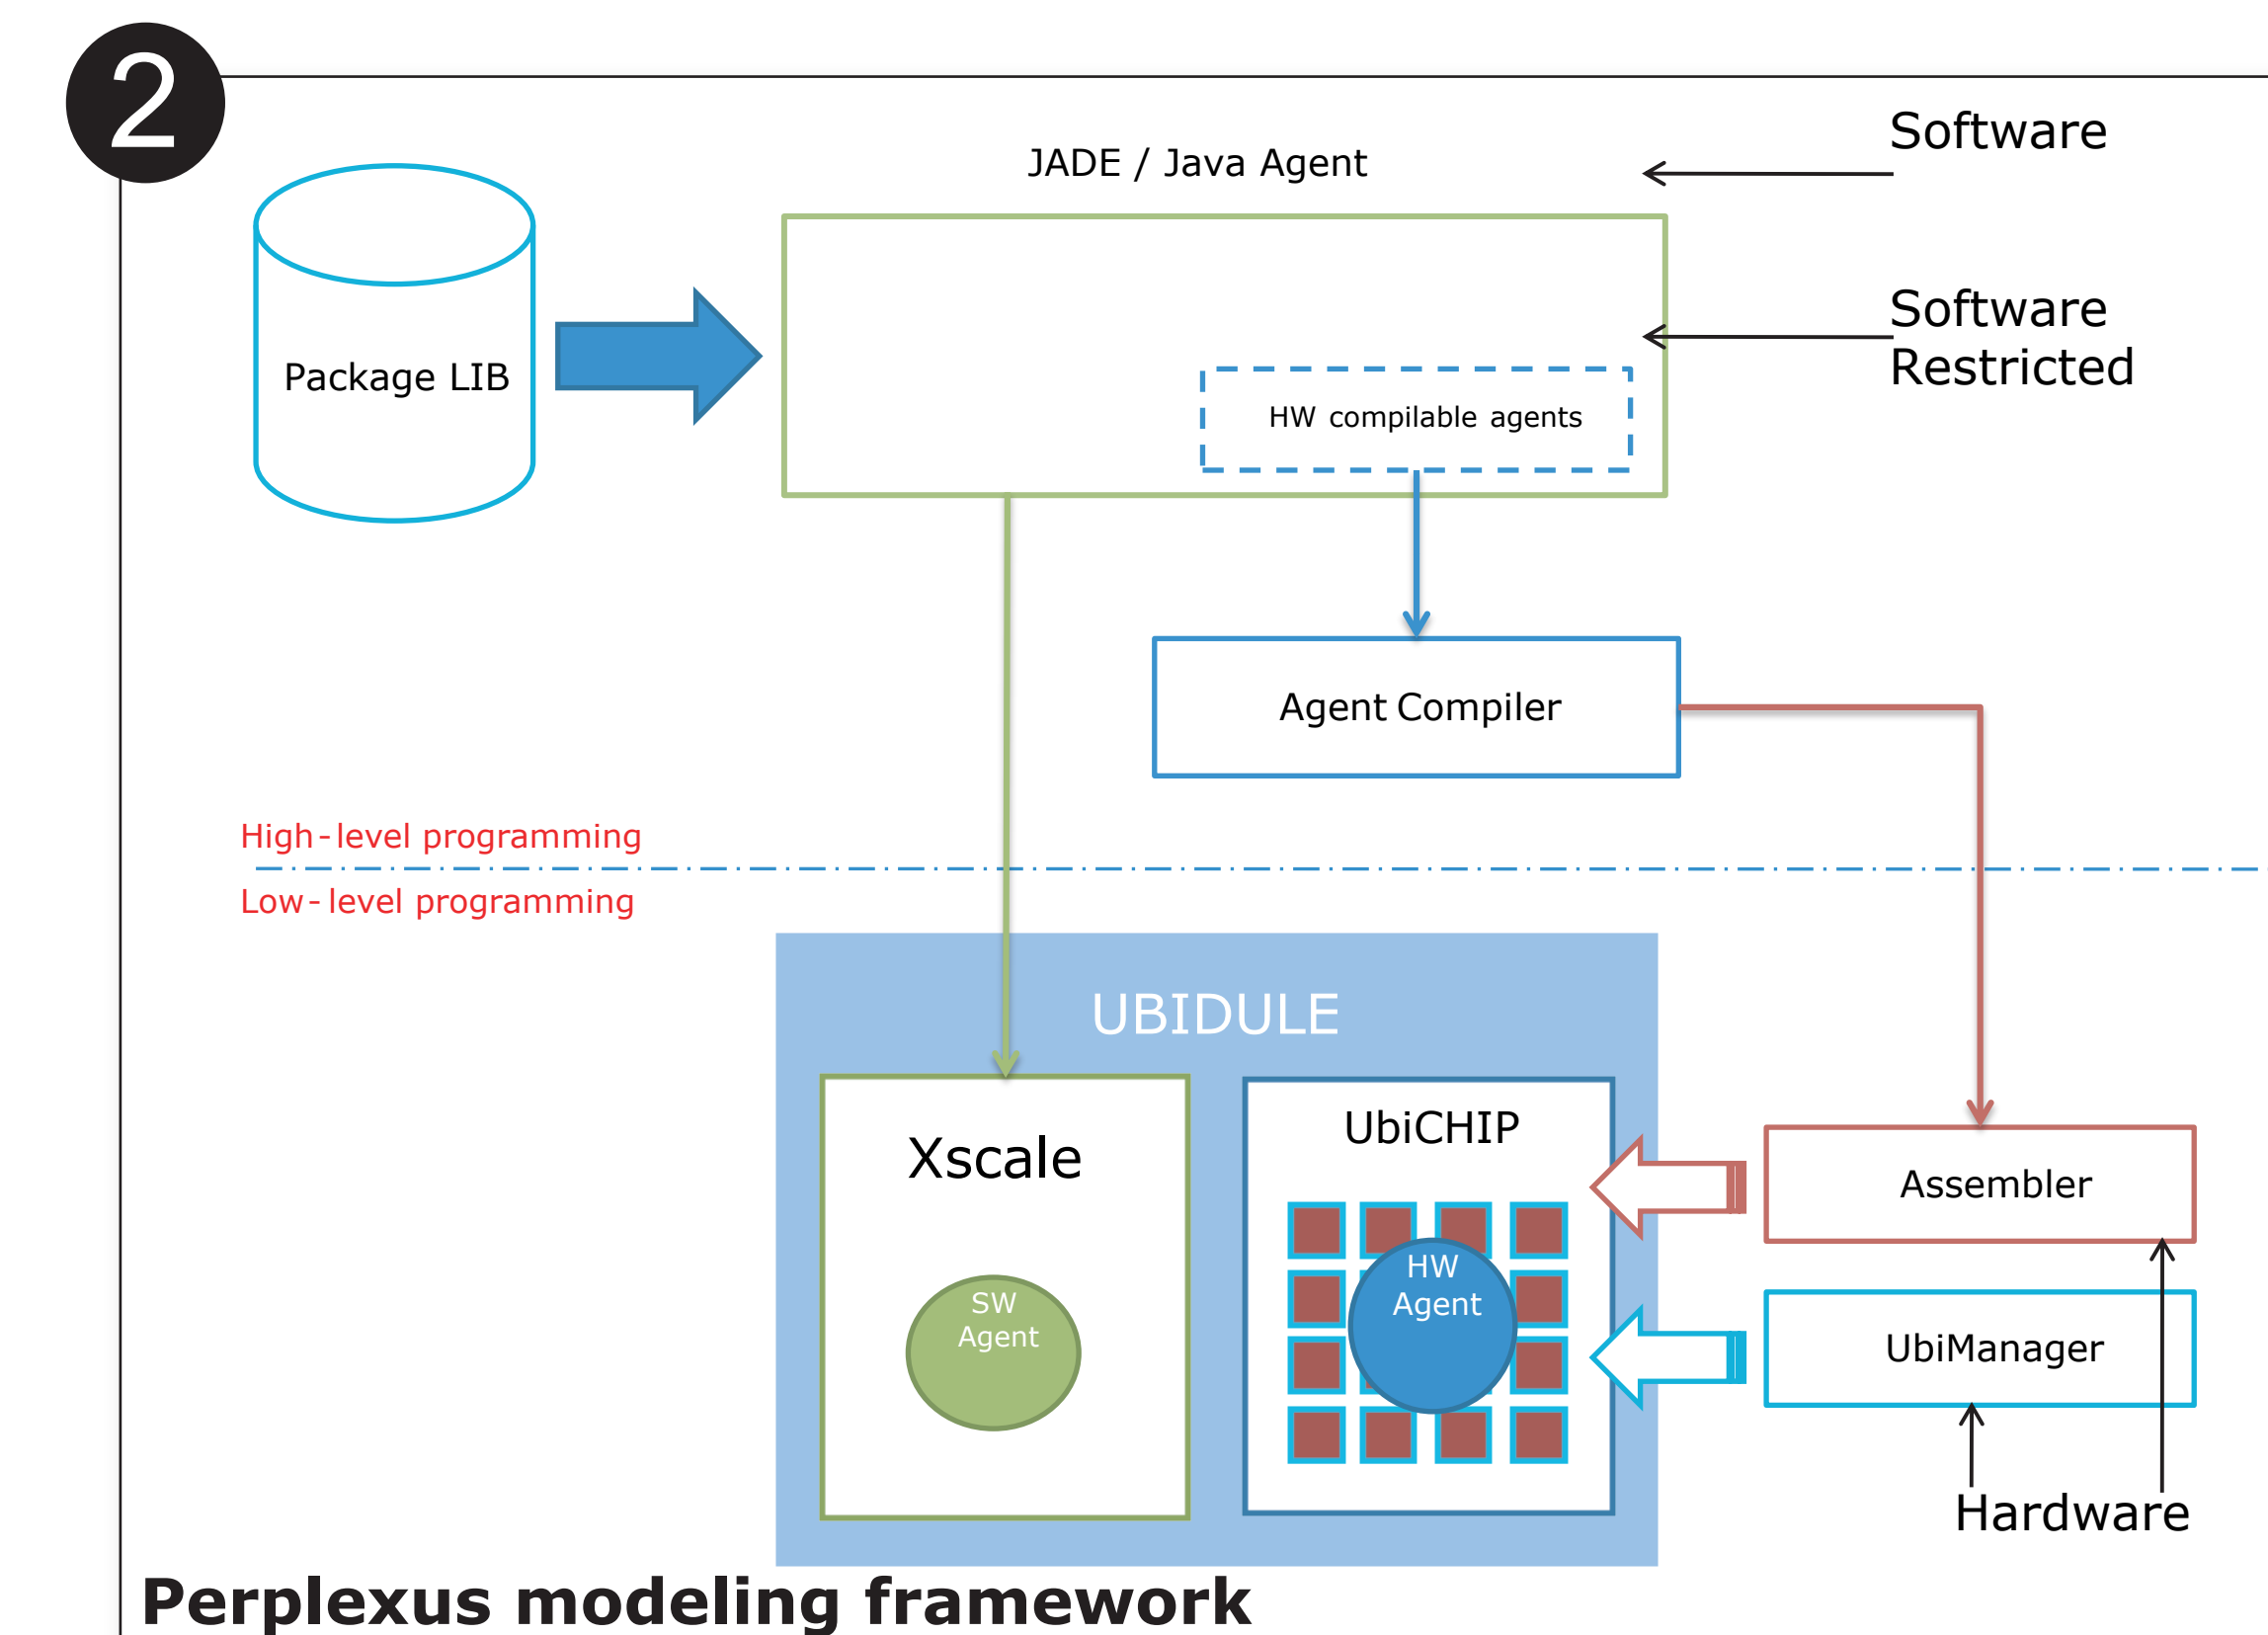 2
JADE / Java Agent
Software
Package LIB
Software
Restricted
HW compilable agents
Agent Compiler
High-level programming
Low-level programming
UBIDULE
Xscale
UbiCHIP
SW
Agent
HW
Agent
Assembler
UbiManager
Hardware
Perplexus modeling framework